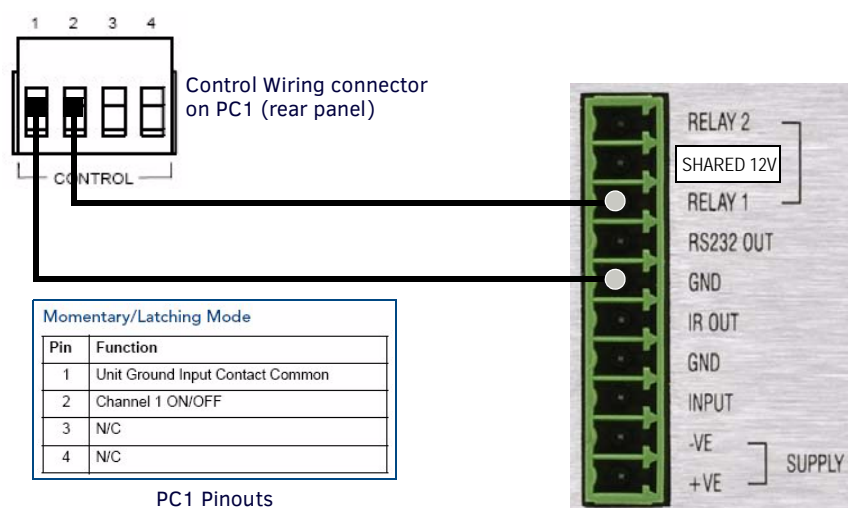 1 2 3 4
Control Wiring connector
on PC1 (rear panel)
CONTROL
Momentary/Latching Mode
Pin Function
1 Unit Ground Input Contact Common
2 Channel 1 ON/OFF
3 N/C
4 N/C
PC1 Pinouts
RELAY 2
SHARED 12V
RELAY 1
RS232 OUT
GND
IR OUT
GND
INPUT
-VE
SUPPLY
+VE